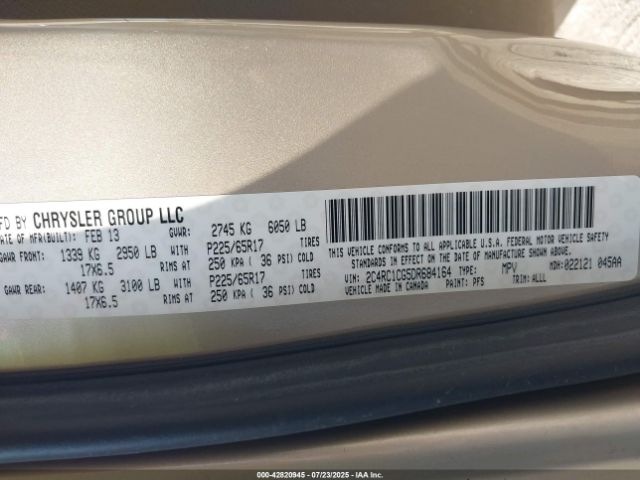 FD BY CHRYSLER GROUP LLC
DATE OF MFR(BUILT): FEB 13 GVWR: 2745 KG 6050 LB
GAWR FRONT: 1339 KG 2950 LB WITH P225/65R17 TIRES
17X6.5 RIMS AT 250 KPA ( 36 PSI) COLD
GAWR REAR: 1407 KG 3100 LB WITH P225/65R17 TIRES
17X6.5 RIMS AT 250 KPA ( 36 PSI) COLD
THIS VEHICLE CONFORMS TO ALL APPLICABLE U.S.A. FEDERAL MOTOR VEHICLE SAFETY
STANDARDS IN EFFECT ON THE DATE OF MANUFACTURE SHOWN ABOVE.
VIN: 2C4RC1CG5DR684164 TYPE: MPV MDH:022121 045AA
VEHICLE MADE IN CANADA PAINT: PFS TRIM: ALLL
000-42820945 - 07/23/2025 - IAAI.com